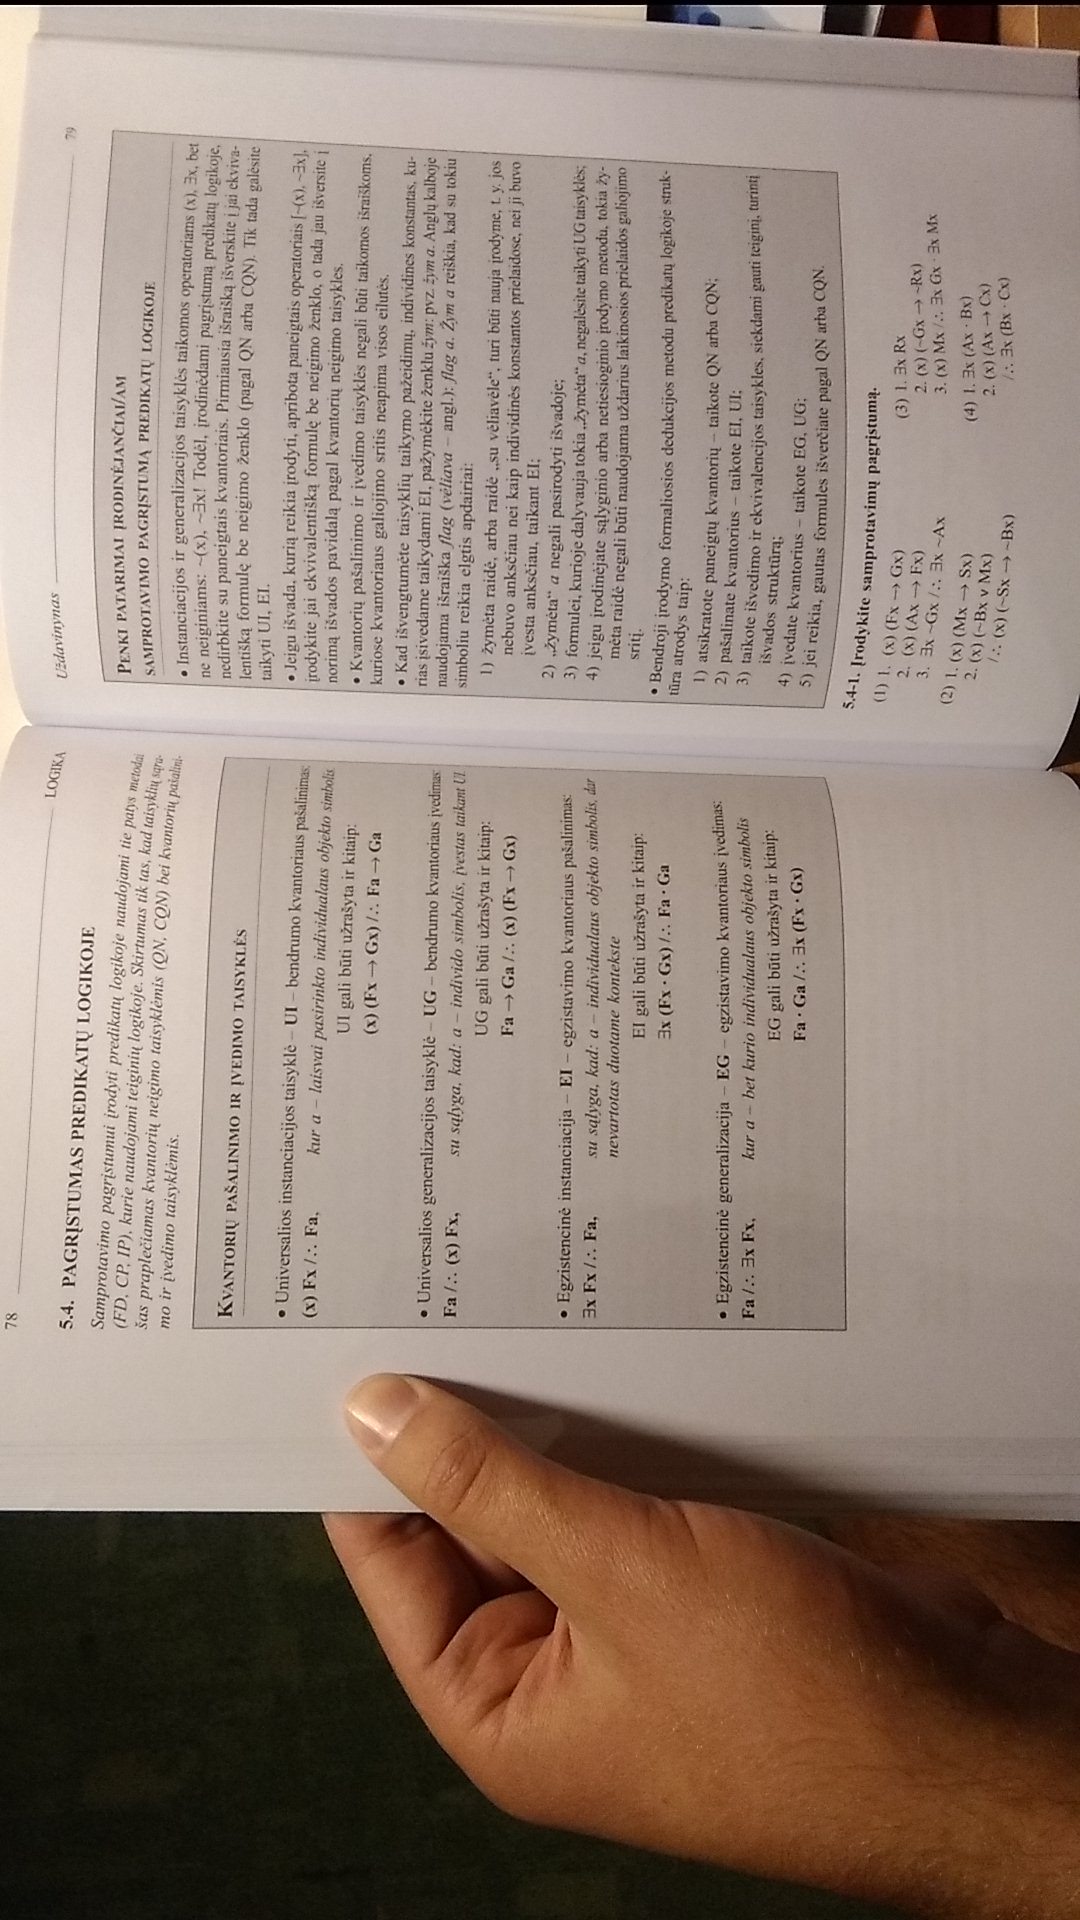 78
LOGIKA
5.4. PAGRĮSTUMAS PREDIKATŲ LOGIKOJE
Samprotavimo pagrįstumui įrodyti predikatų logikoje naudojami tie patys metodai
(FD, CP, IP), kurie naudojami teiginių logikoje. Skirtumas tik tas, kad taisyklių sąra-
šas praplečiamas kvantorių neigimo taisyklėmis (QN, CQN) bei kvantorių pašalini-
mo ir įvedimo taisyklėmis.
KVANTORIŲ PAŠALINIMO IR ĮVEDIMO TAISYKLĖS
• Universalios instanciacijos taisyklė – UI – bendrumo kvantoriaus pašalinimas:
(x) Fx /∴ Fa, kur a – laisvai pasirinkto individualaus objekto simbolis
UI gali būti užrašyta ir kitaip:
(x) (Fx → Gx) /∴ Fa → Ga
• Universalios generalizacijos taisyklė – UG – bendrumo kvantoriaus įvedimas:
Fa /∴ (x) Fx, su sąlyga, kad: a – individo simbolis, įvestas taikant UI
UG gali būti užrašyta ir kitaip:
Fa → Ga /∴ (x) (Fx → Gx)
• Egzistencinė instanciacija – EI – egzistavimo kvantoriaus pašalinimas:
∃x Fx /∴ Fa, su sąlyga, kad: a – individualaus objekto simbolis, dar
nevartotas duotame kontekste
EI gali būti užrašyta ir kitaip:
∃x (Fx · Gx) /∴ Fa · Ga
• Egzistencinė generalizacija – EG – egzistavimo kvantoriaus įvedimas:
Fa /∴ ∃x Fx, kur a – bet kurio individualaus objekto simbolis
EG gali būti užrašyta ir kitaip:
Fa · Ga /∴ ∃x (Fx · Gx)
Uždavinynas
79
PENKI PATARIMAI ĮRODINĖJANČIAI/AM
SAMPROTAVIMO PAGRĮSTUMĄ PREDIKATŲ LOGIKOJE
• Instanciacijos ir generalizacijos taisyklės taikomos operatoriams (x), ∃x, bet
ne neiginiams: ~(x), ~∃x! Todėl, įrodinėdami pagrįstumą predikatų logikoje,
nedirbkite su paneigtais kvantoriais. Pirmiausia išraišką išverskite į jai ekviva-
lentišką formulę be neigimo ženklo (pagal QN arba CQN). Tik tada galėsite
taikyti UI, EI.
• Jeigu išvada, kurią reikia įrodyti, apribota paneigtais operatoriais [~(x), ~∃x],
įrodykite jai ekvivalentišką formulę be neigimo ženklo, o tada jau išversite į
norimą išvados pavidalą pagal kvantorių neigimo taisykles.
• Kvantorių pašalinimo ir įvedimo taisyklės negali būti taikomos išraiškoms,
kuriose kvantoriaus galiojimo sritis neapima visos eilutės.
• Kad išvengtumėte taisyklių taikymo pažeidimų, individines konstantas, ku-
rias įsivedame taikydami EI, pažymėkite ženklu žym: pvz. žym a. Anglų kalboje
naudojama išraiška flag (vėliava – angl.): flag a. Žym a reiškia, kad su tokiu
simboliu reikia elgtis apdairiai:
1) žymėta raidė, arba raidė „su vėliavėle“, turi būti nauja įrodyme, t. y. jos
nebuvo anksčiau nei kaip individinės konstantos prielaidose, nei ji buvo
įvesta anksčiau, taikant EI;
2) „žymėta“ a negali pasirodyti išvadoje;
3) formulei, kurioje dalyvauja tokia „žymėta“ a, negalėsite taikyti UG taisyklės;
4) jeigu įrodinėjate sąlyginio arba netiesioginio įrodymo metodu, tokia žy-
mėta raidė negali būti naudojama uždarius laikinosios prielaidos galiojimo
sritį.
• Bendroji įrodymo formaliosios dedukcijos metodu predikatų logikoje struk-
tūra atrodys taip:
1) atsikratote paneigtų kvantorių – taikote QN arba CQN;
2) pašalinate kvantorius – taikote EI, UI;
3) taikote išvedimo ir ekvivalencijos taisykles, siekdami gauti teiginį, turintį
išvados struktūrą;
4) įvedate kvantorius – taikote EG, UG;
5) jei reikia, gautas formules išverčiate pagal QN arba CQN.
5.4-1. Įrodykite samprotavimų pagrįstumą.
(1) 1. (x) (Fx → Gx)
2. (x) (Ax → Fx)
3. ∃x ~Gx /∴ ∃x ~Ax
(2) 1. (x) (Mx → Sx)
2. (x) (~Bx v Mx)
/∴ (x) (~Sx → ~Bx)
(3) 1. ∃x Rx
2. (x) (~Gx → ~Rx)
3. (x) Mx /∴ ∃x Gx · ∃x Mx
(4) 1. ∃x (Ax · Bx)
2. (x) (Ax → Cx)
/∴ ∃x (Bx · Cx)